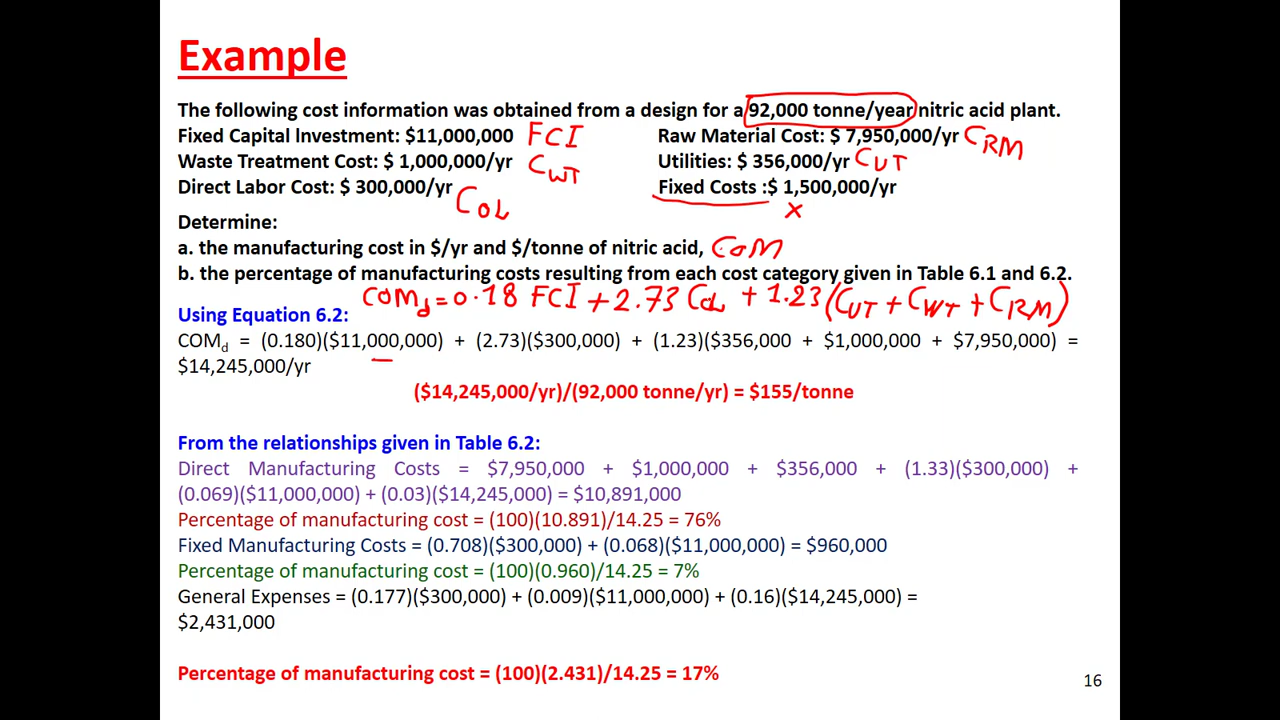 Example
The following cost information was obtained from a design for a 92,000 tonne/year nitric acid plant.
Fixed Capital lnvestment: $11,000,000 FCI Raw Material Cost: $ 7,950,000/yr CRM
Waste Treatment Cost: $ 1,000,000/yr CWT Utilities: $ 356,000/yr CUT
Direct Labor Cost: $ 300,000/yr COL Fixed Costs :$ 1,500,000/yr
x
Determine:
a. the manufacturing cost in $/yr and $/tonne of nitric acid, COM
b. the percentage of manufacturing costs resulting from each cost category given in Table 6.1 and 6.2.
COMd = 0.18 FCI + 2.73 COL + 1.23 (CUT + CWT + CRM)
Using Equation 6.2:
COMd = (0.180)($11,000,000) + (2.73)($300,000) + (1.23)($356,000 + $1,000,000 + $7,950,000) =
$14,245,000/yr
($14,245,000/yr)/(92,000 tonne/yr) = $155/tonne
From the relationships given in Table 6.2:
Direct Manufacturing Costs = $7,950,000 + $1,000,000 + $356,000 + (1.33)($300,000) +
(0.069)($11,000,000) + (0.03)($14,245,000) = $10,891,000
Percentage of manufacturing cost = (100)(10.891)/14.25 = 76%
Fixed Manufacturing Costs = (0.708)($300,000) + (0.068)($11,000,000) = $960,000
Percentage of manufacturing cost = (100)(0.960)/14.25 = 7%
General Expenses = (0.177)($300,000) + (0.009)($11,000,000) + (0.16)($14,245,000) =
$2,431,000
Percentage of manufacturing cost = (100)(2.431)/14.25 = 17%
16